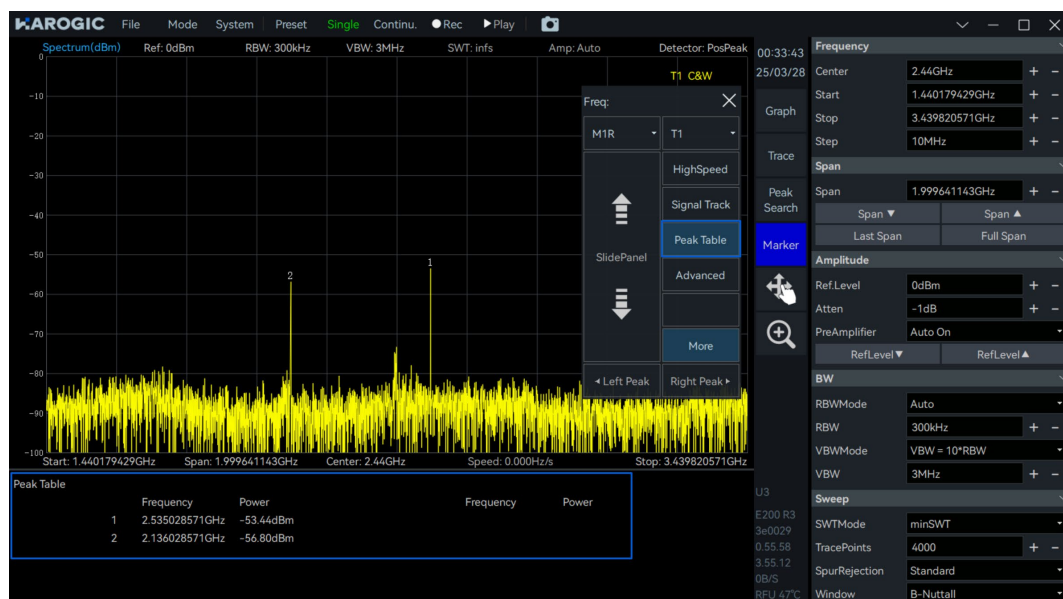 HAROGIC File Mode System Preset Single Continu. Rec Play
Spectrum(dBm) Ref: 0dBm RBW: 300kHz VBW: 3MHz SWT: infs Amp: Auto Detector: PosPeak
T1 C&W
0
-10
-20
-30
-40
-50
-60
-70
-80
-90
-100
2
1
Start: 1.440179429GHz Span: 1.999641143GHz Center: 2.44GHz Speed: 0.000Hz/s Stop: 3.439820571GHz
Freq:
M1R T1
HighSpeed
Signal Track
Peak Table
SlidePanel
Advanced
More
Left Peak Right Peak
Peak Table
Frequency Power Frequency Power
1 2.535028571GHz -53.44dBm
2 2.136028571GHz -56.80dBm
00:33:43
25/03/28
Graph
Trace
Peak
Search
Marker
U3
E200 R3
3e0029
0.55.58
3.55.12
0B/S
RFU 47°C
Frequency
Center 2.44GHz + -
Start 1.440179429GHz + -
Stop 3.439820571GHz + -
Step 10MHz + -
Span
Span 1.999641143GHz + -
Span ▼ Span ▲
Last Span Full Span
Amplitude
Ref.Level 0dBm + -
Atten -1dB + -
PreAmplifier Auto On
RefLevel▼ RefLevel▲
BW
RBWMode Auto
RBW 300kHz + -
VBWMode VBW = 10*RBW
VBW 3MHz + -
Sweep
SWTMode minSWT
TracePoints 4000 + -
SpurRejection Standard
Window B-Nuttall